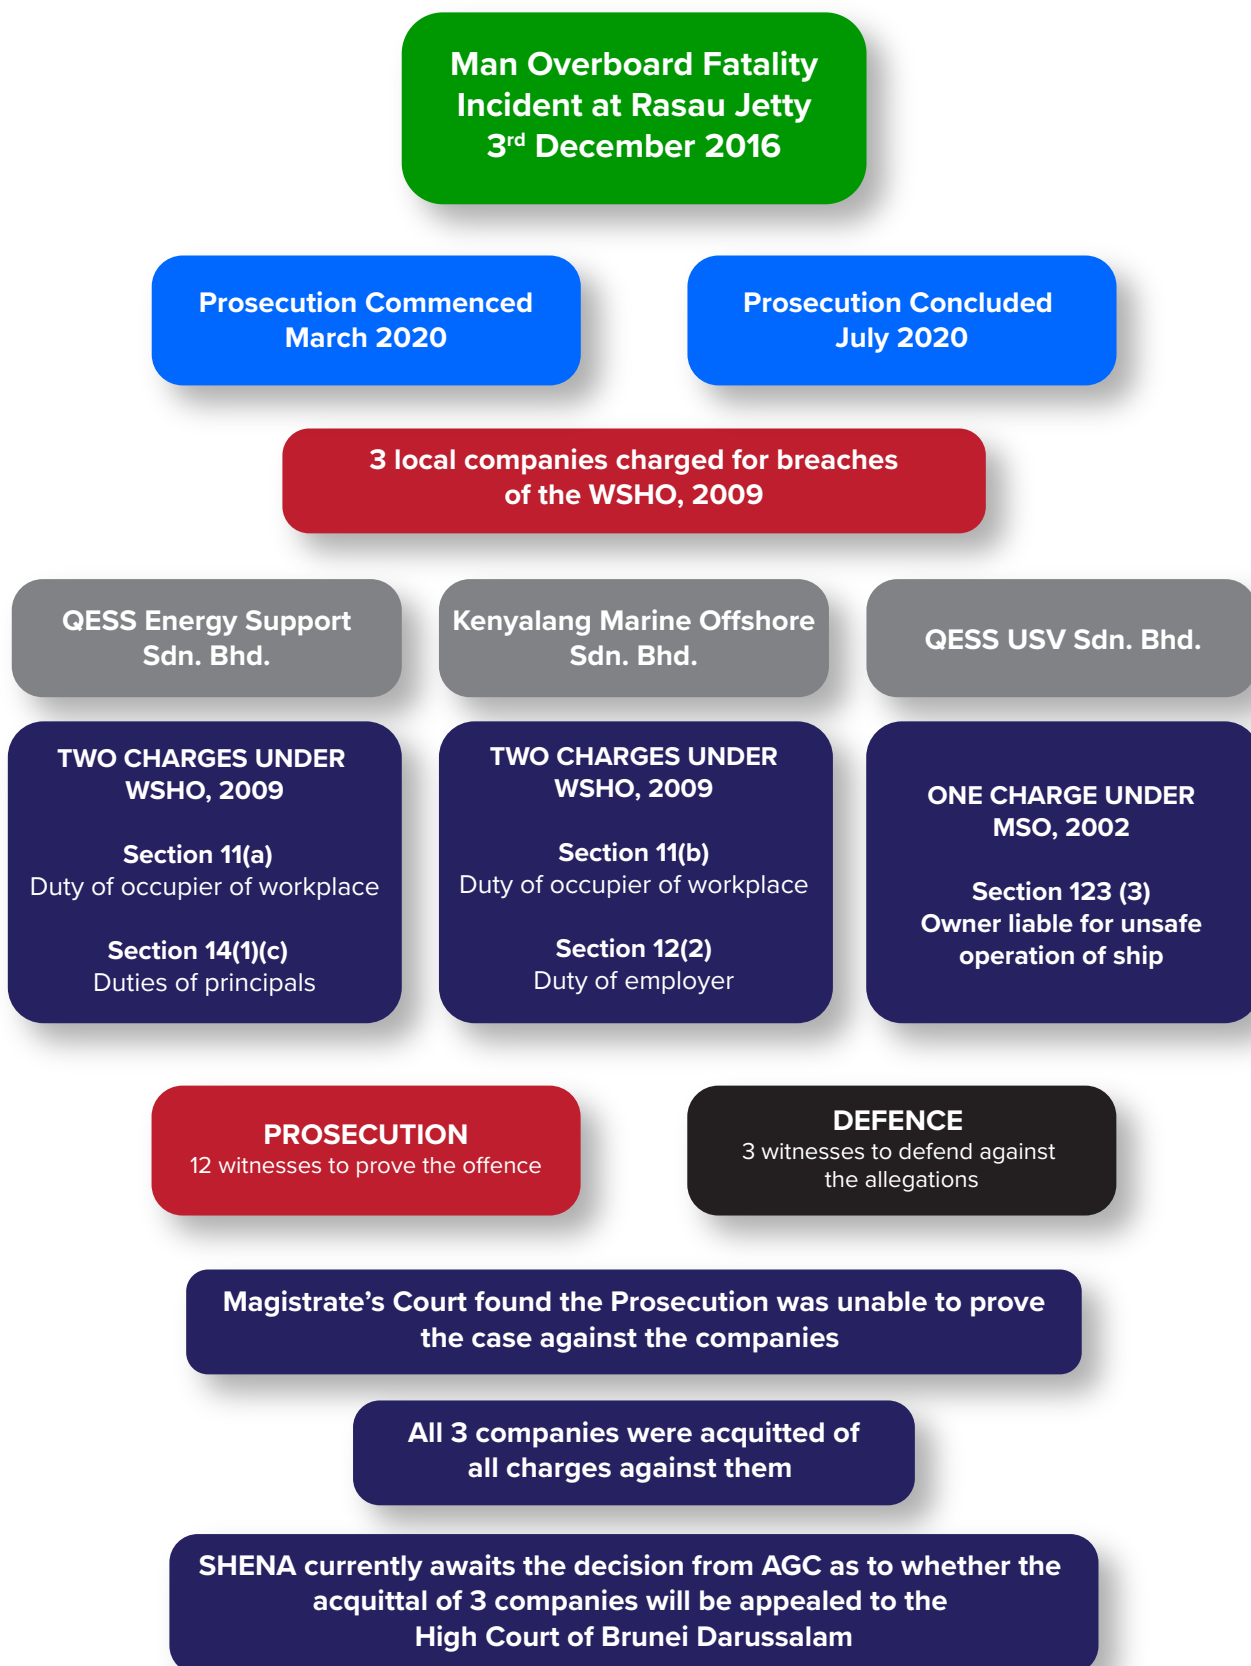 Man Overboard Fatality
Incident at Rasau Jetty
3rd December 2016
Prosecution Commenced
March 2020
Prosecution Concluded
July 2020
3 local companies charged for breaches
of the WSHO, 2009
QESS Energy Support
Sdn. Bhd.
Kenyalang Marine Offshore
Sdn. Bhd.
QESS USV Sdn. Bhd.
TWO CHARGES UNDER
WSHO, 2009
Section 11(a)
Duty of occupier of workplace
Section 14(1)(c)
Duties of principals
TWO CHARGES UNDER
WSHO, 2009
Section 11(b)
Duty of occupier of workplace
Section 12(2)
Duty of employer
ONE CHARGE UNDER
MSO, 2002
Section 123 (3)
Owner liable for unsafe
operation of ship
PROSECUTION
12 witnesses to prove the offence
DEFENCE
3 witnesses to defend against
the allegations
Magistrate’s Court found the Prosecution was unable to prove
the case against the companies
All 3 companies were acquitted of
all charges against them
SHENA currently awaits the decision from AGC as to whether the
acquittal of 3 companies will be appealed to the
High Court of Brunei Darussalam